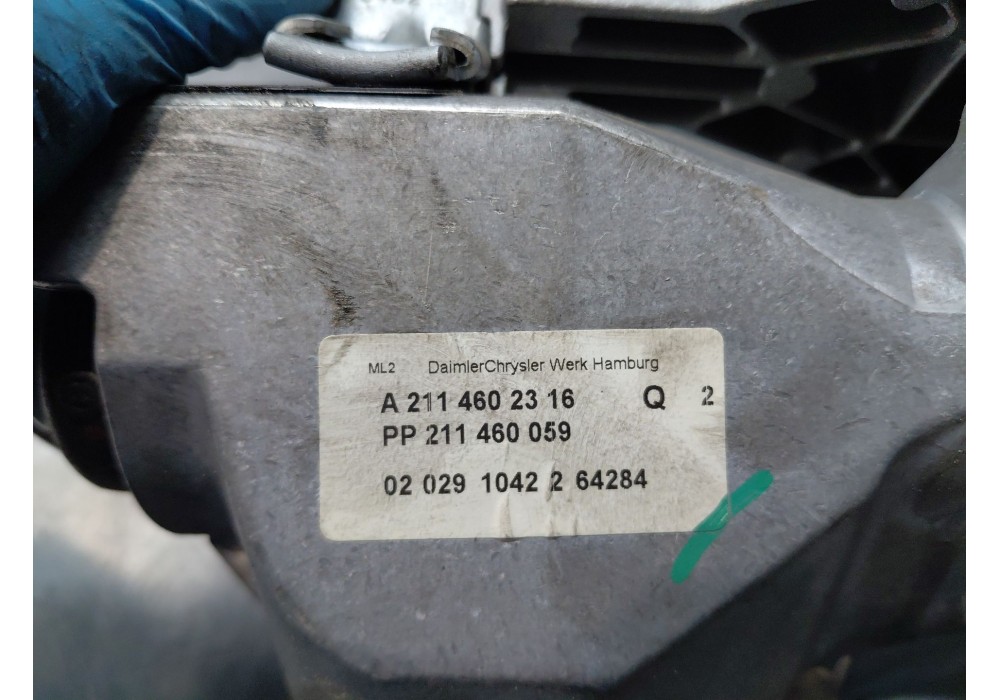 ML2 DaimlerChrysler Werk Hamburg
A 211 460 23 16 Q 2
PP 211 460 059
02 029 1042 2 64284